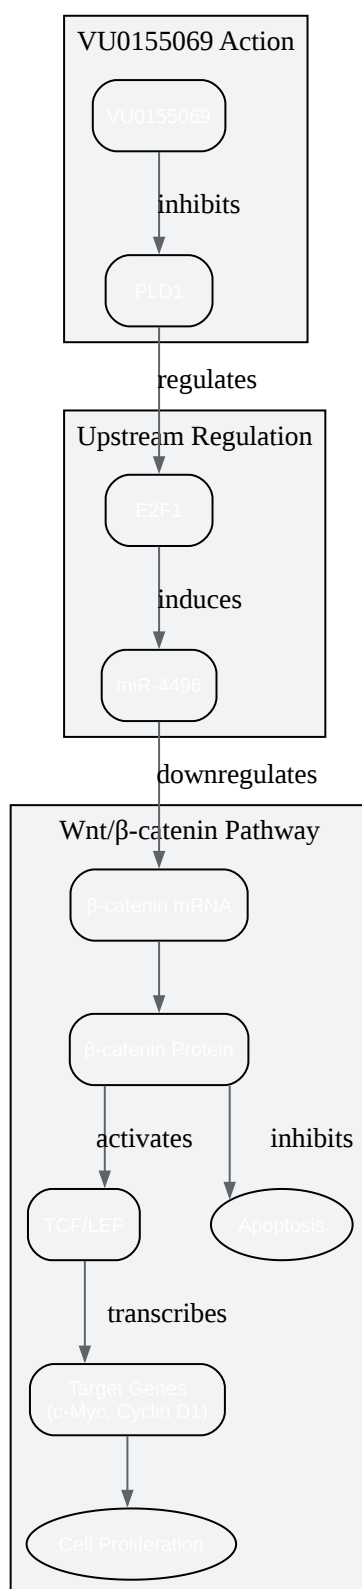 VU0155069 Action
VU0155069
inhibits
PLD1
regulates
Upstream Regulation
E2F1
induces
miR-4496
downregulates
Wnt/β-catenin Pathway
β-catenin mRNA
β-catenin Protein
activates
inhibits
TCF/LEF
Apoptosis
transcribes
Target Genes
(c-Myc, Cyclin D1)
Cell Proliferation